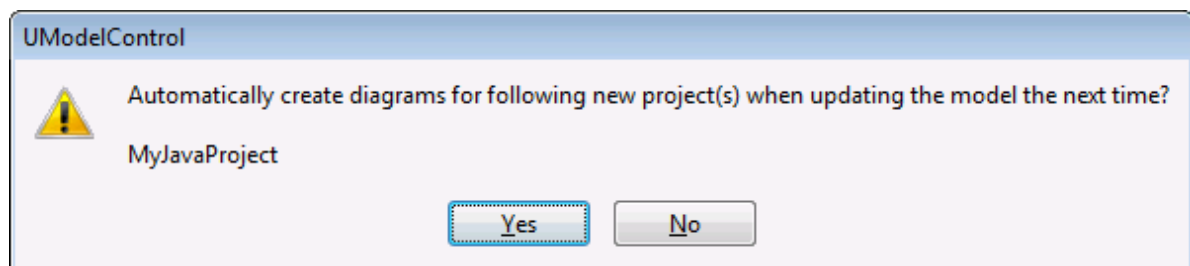 UModelControl
Automatically create diagrams for following new project(s) when updating the model the next time?
MyJavaProject
Yes
No